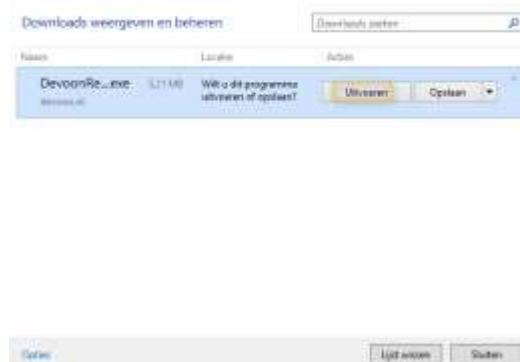 Downloads weergeven en beheren
Downloads zoeken
Naam
Locatie
Acties
DevoonRe...exe
5,21 MB
Wilt u dit programma
uitvoeren of opslaan?
Uitvoeren
Opslaan
Opties
Lijst wissen
Sluiten